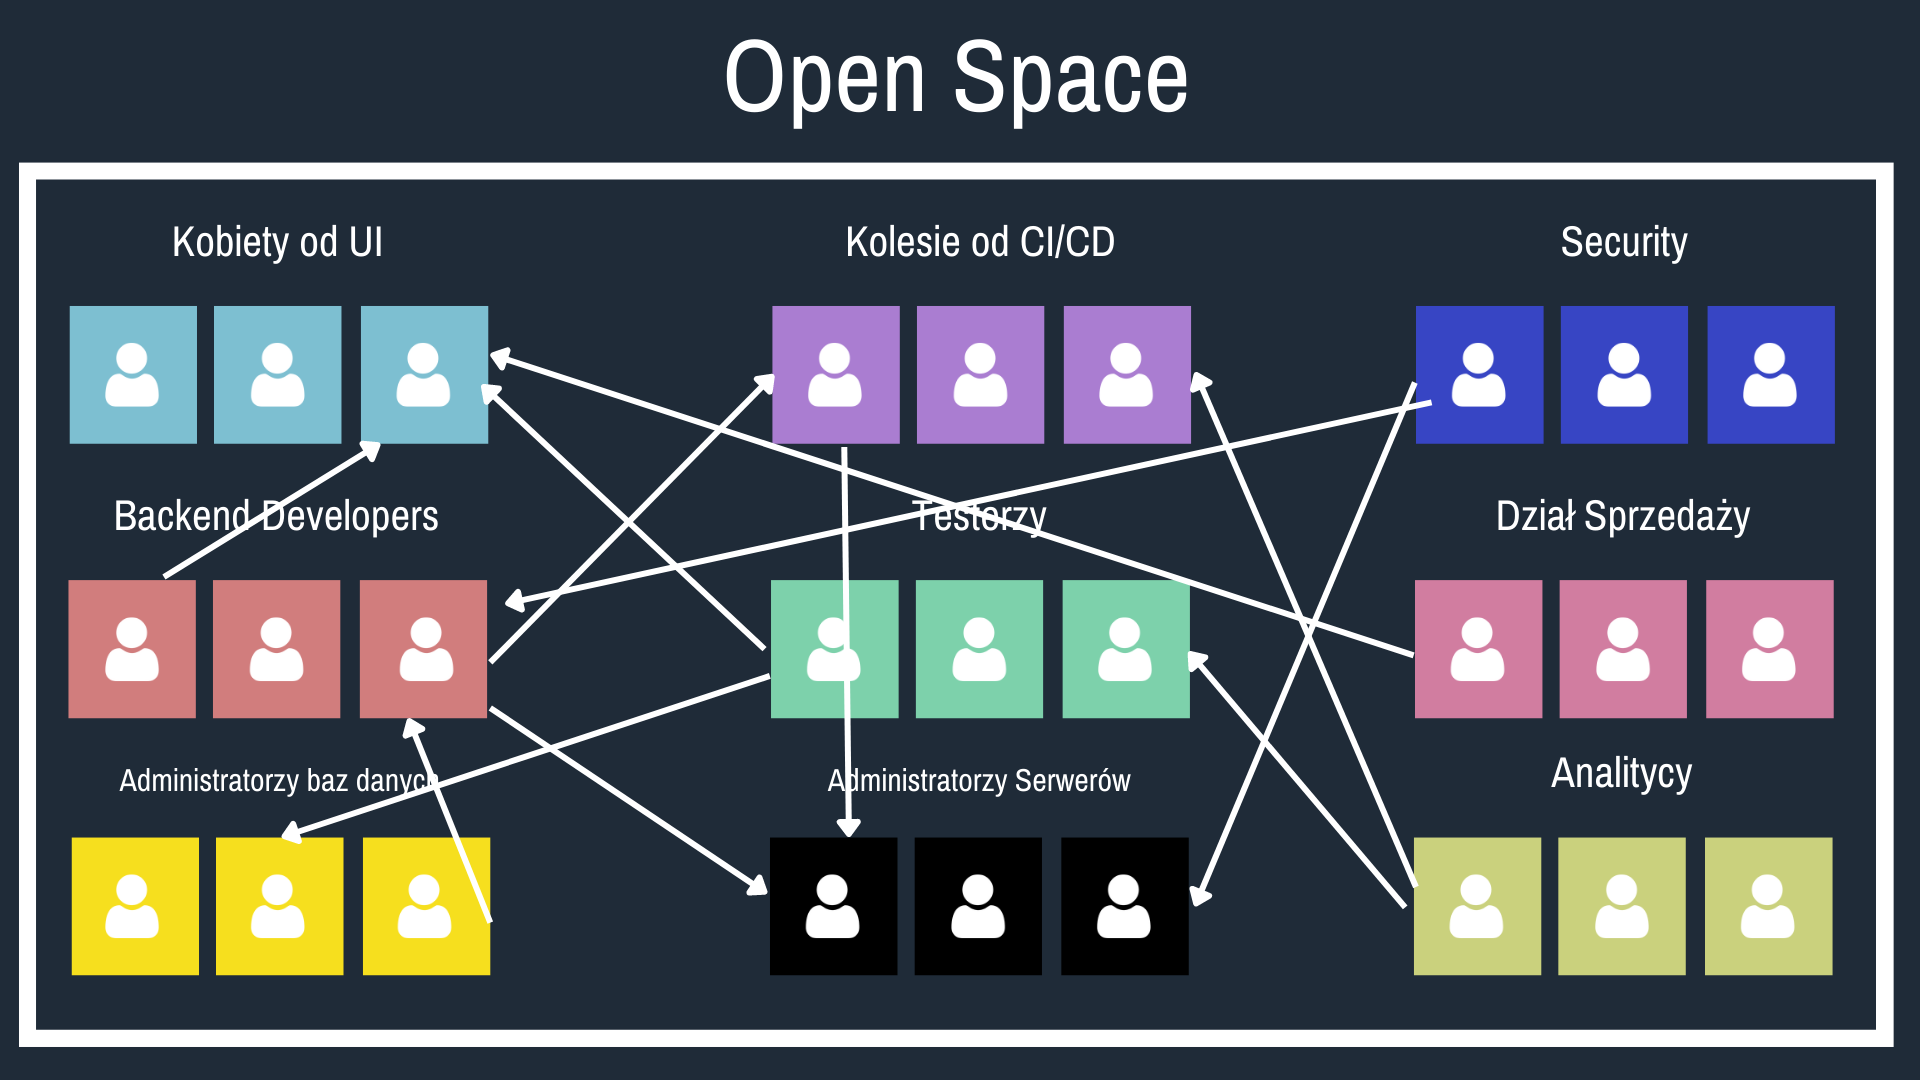 Open Space
Kobiety od UI
Kolesie od CI/CD
Security
Backend Developers
Testerzy
Dział Sprzedaży
Administratorzy baz danych
Administratorzy Serwerów
Analitycy